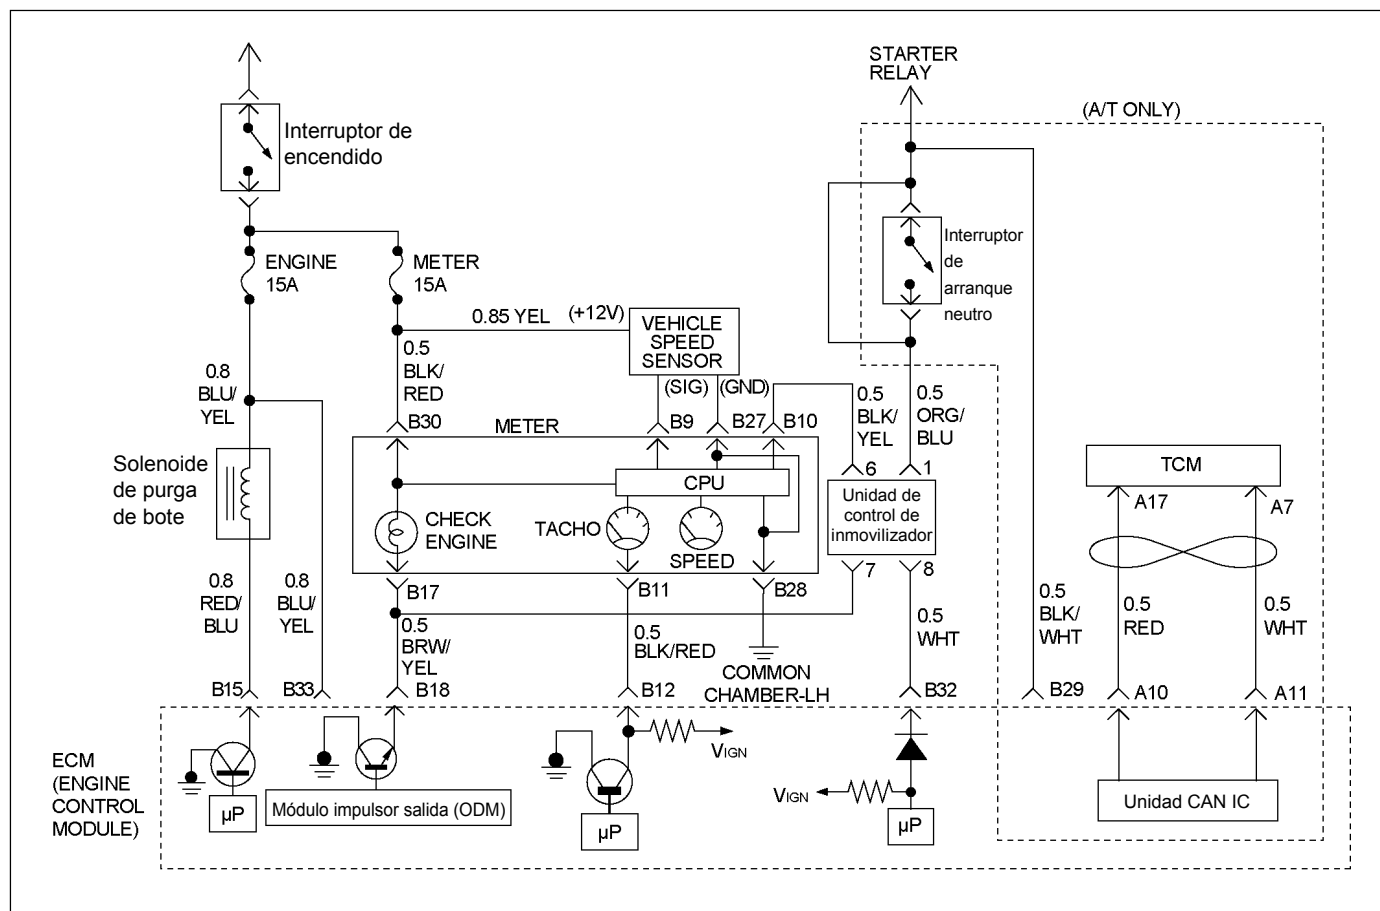 STARTER
RELAY
(A/T ONLY)
Interruptor de
encendido
ENGINE
15A
METER
15A
Interruptor
de
arranque
neutro
0.85 YEL
(+12V)
VEHICLE
SPEED
SENSOR
(SIG)
(GND)
0.8
BLU/
YEL
0.5
BLK/
RED
0.5
BLK/
YEL
0.5
ORG/
BLU
B30
METER
B9
B27
B10
6
1
Solenoide
de purga
de bote
CPU
CHECK
ENGINE
TACHO
SPEED
Unidad de
control de
inmovilizador
TCM
A17
A7
B17
B11
B28
7
8
0.8
RED/
BLU
0.8
BLU/
YEL
0.5
BRW/
YEL
0.5
BLK/RED
COMMON
CHAMBER-LH
0.5
WHT
0.5
BLK/
WHT
0.5
RED
0.5
WHT
B15
B33
B18
B12
B32
B29
A10
A11
ECM
(ENGINE
CONTROL
MODULE)
VIGN
VIGN
µP
Módulo impulsor salida (ODM)
µP
µP
Unidad CAN IC